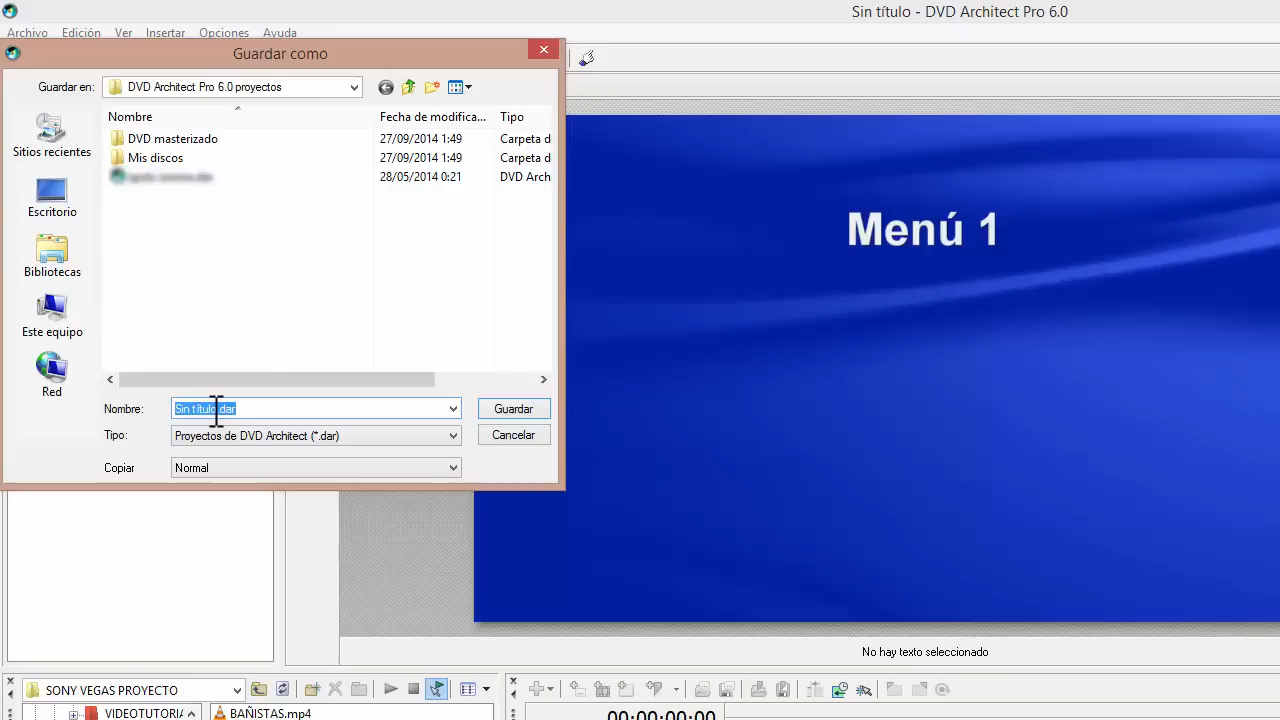 Sin título - DVD Architect Pro 6.0
Archivo Edición Ver Insertar Opciones Ayuda
Guardar como
Guardar en: DVD Architect Pro 6.0 proyectos
Nombre Fecha de modifica... Tipo
DVD masterizado 27/09/2014 1:49 Carpeta d
Mis discos 27/09/2014 1:49 Carpeta d
28/05/2014 0:21 DVD Arch
Sitios recientes
Escritorio
Bibliotecas
Este equipo
Red
Nombre: Sin título.dar Guardar
Tipo: Proyectos de DVD Architect (*.dar) Cancelar
Copiar Normal
Menú 1
No hay texto seleccionado
SONY VEGAS PROYECTO
VIDEOTUTORIA BAÑISTAS.mp4
00:00:00:00